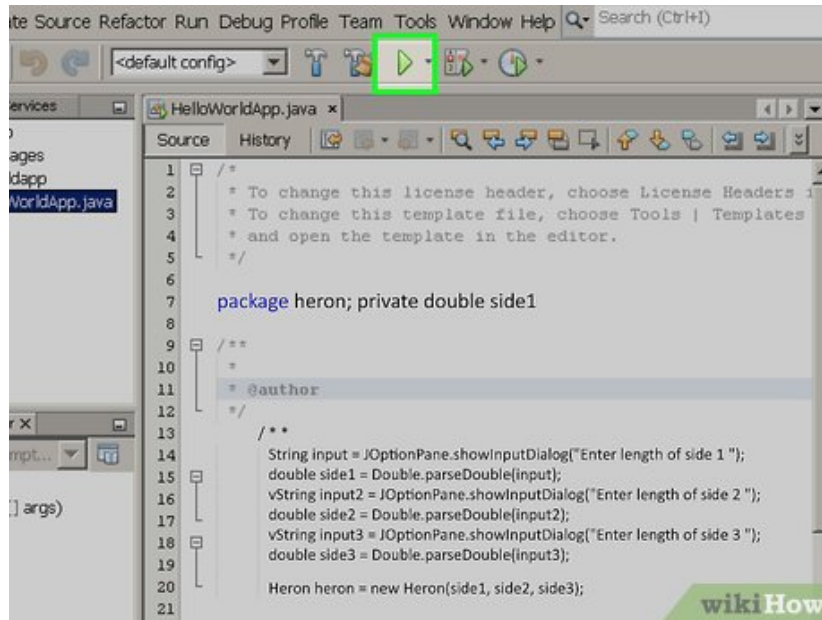 te Source Refactor Run Debug Profile Team Tools Window Help Search (Ctrl+I)
<default config>
ervices
HelloWorldApp.java x
ages
Source History
dapp
WorldApp.java
1 /*
2 * To change this license header, choose License Headers i
3 * To change this template file, choose Tools | Templates
4 * and open the template in the editor.
5 */
6
7 package heron; private double side1
8
9 /**
10 *
11 * @author
12 */
13 /**
14 String input = JOptionPane.showInputDialog("Enter length of side 1 ");
15 double side1 = Double.parseDouble(input);
16 vString input2 = JOptionPane.showInputDialog("Enter length of side 2 ");
17 double side2 = Double.parseDouble(input2);
18 vString input3 = JOptionPane.showInputDialog("Enter length of side 3 ");
19 double side3 = Double.parseDouble(input3);
20 Heron heron = new Heron(side1, side2, side3);
21
r x
mpt...
[] args)
wikiHow